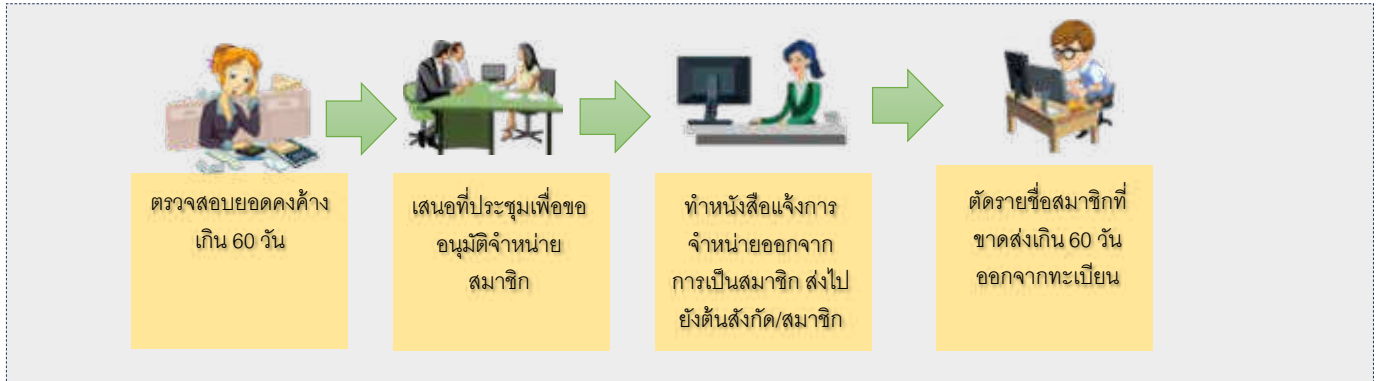 ตรวจสอบยอดคงค้าง
เกิน 60 วัน
เสนอที่ประชุมเพื่อขอ
อนุมัติจำหน่าย
สมาชิก
ทำหนังสือแจ้งการ
จำหน่ายออกจาก
การเป็นสมาชิก ส่งไป
ยังต้นสังกัด/สมาชิก
ตัดรายชื่อสมาชิกที่
ขาดส่งเกิน 60 วัน
ออกจากทะเบียน